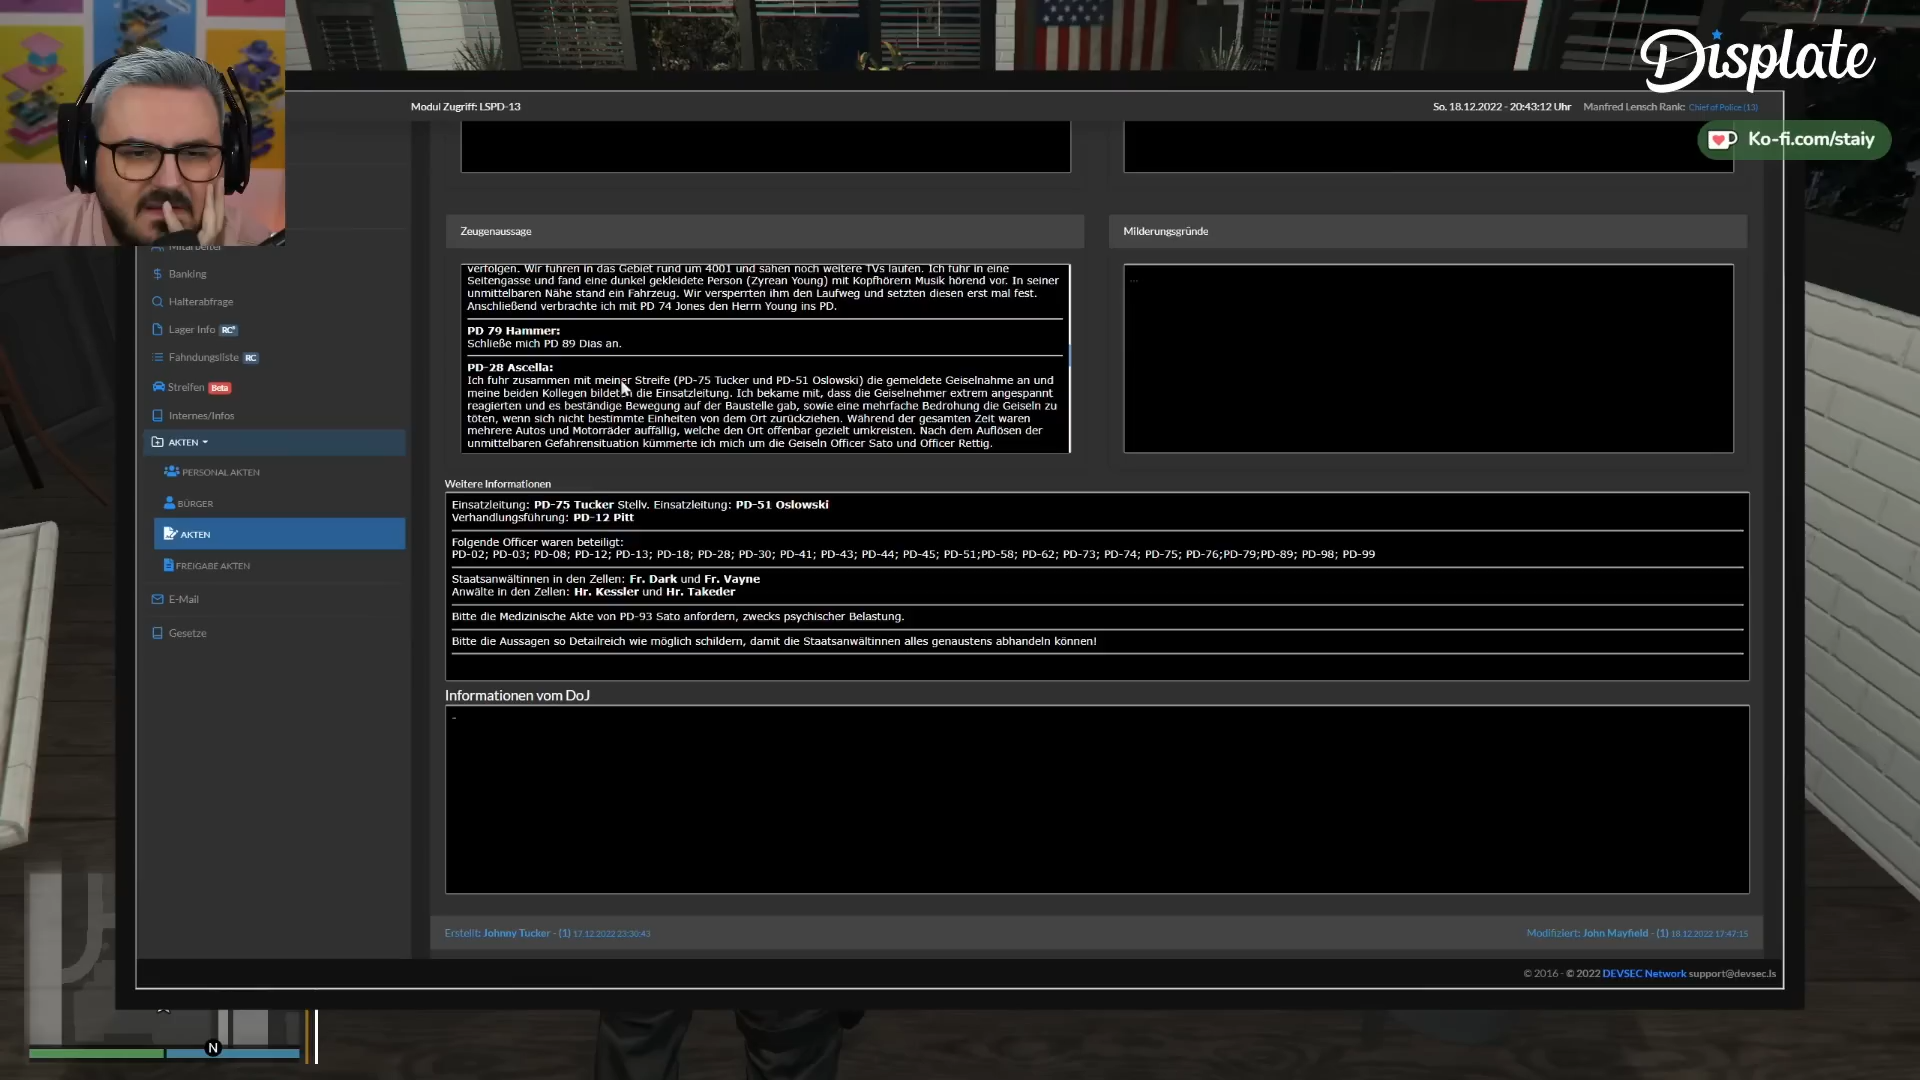 Displate
Ko-fi.com/staiy
Modul Zugriff: LSPD-13
So. 18.12.2022 - 20:43:12 Uhr
Manfred Lensch Rank: Chief of Police (13)
Mitarbeiter
Banking
Halterabfrage
Lager Info RC*
Fahndungsliste RC
Streifen Beta
Internes/Infos
AKTEN
PERSONAL AKTEN
BÜRGER
AKTEN
FREIGABE AKTEN
E-Mail
Gesetze
Zeugenaussage
verfolgen. Wir fuhren in das Gebiet rund um 4001 und sahen noch weitere TVs laufen. Ich fuhr in eine
Seitengasse und fand eine dunkel gekleidete Person (Zyrean Young) mit Kopfhörern Musik hörend vor. In seiner
unmittelbaren Nähe stand ein Fahrzeug. Wir versperrten ihm den Laufweg und setzten diesen erst mal fest.
Anschließend verbrachte ich mit PD 74 Jones den Herrn Young ins PD.
PD 79 Hammer:
Schließe mich PD 89 Dias an.
PD-28 Ascella:
Ich fuhr zusammen mit meiner Streife (PD-75 Tucker und PD-51 Oslowski) die gemeldete Geiselnahme an und
meine beiden Kollegen bildeten die Einsatzleitung. Ich bekame mit, dass die Geiselnehmer extrem angespannt
reagierten und es beständige Bewegung auf der Baustelle gab, sowie eine mehrfache Bedrohung die Geiseln zu
töten, wenn sich nicht bestimmte Einheiten von dem Ort zurückziehen. Während der gesamten Zeit waren
mehrere Autos und Motorräder auffällig, welche den Ort offenbar gezielt umkreisten. Nach dem Auflösen der
unmittelbaren Gefahrensituation kümmerte ich mich um die Geiseln Officer Sato und Officer Rettig.
Milderungsgründe
...
Weitere Informationen
Einsatzleitung: PD-75 Tucker Stellv. Einsatzleitung: PD-51 Oslowski
Verhandlungsführung: PD-12 Pitt
Folgende Officer waren beteiligt:
PD-02; PD-03; PD-08; PD-12; PD-13; PD-18; PD-28; PD-30; PD-41; PD-43; PD-44; PD-45; PD-51;PD-58; PD-62; PD-73; PD-74; PD-75; PD-76;PD-79;PD-89; PD-98; PD-99
Staatsanwältinnen in den Zellen: Fr. Dark und Fr. Vayne
Anwälte in den Zellen: Hr. Kessler und Hr. Takeder
Bitte die Medizinische Akte von PD-93 Sato anfordern, zwecks psychischer Belastung.
Bitte die Aussagen so Detailreich wie möglich schildern, damit die Staatsanwältinnen alles genaustens abhandeln können!
Informationen vom DoJ
-
Erstellt: Johnny Tucker - (1) 17.12.2022 23:30:43
Modifiziert: John Mayfield - (1) 18.12.2022 17:47:15
© 2016 - © 2022 DEVSEC Network support@devsec.ls
N